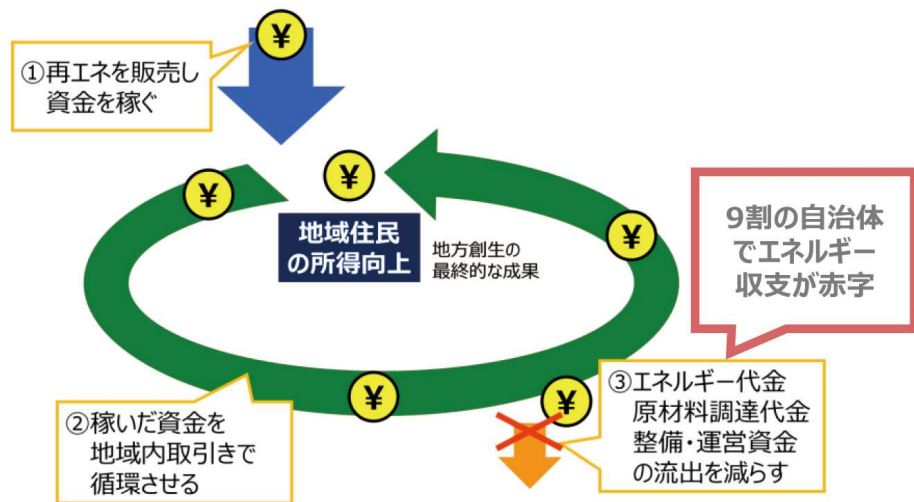 ¥
①再エネを販売し
資金を稼ぐ
¥
¥
¥
地域住民
の所得向上
地方創生の
最終的な成果
9割の自治体
でエネルギー
収支が赤字
¥
¥
②稼いだ資金を
地域内取引きで
循環させる
③エネルギー代金
原材料調達代金
整備・運営資金
の流出を減らす